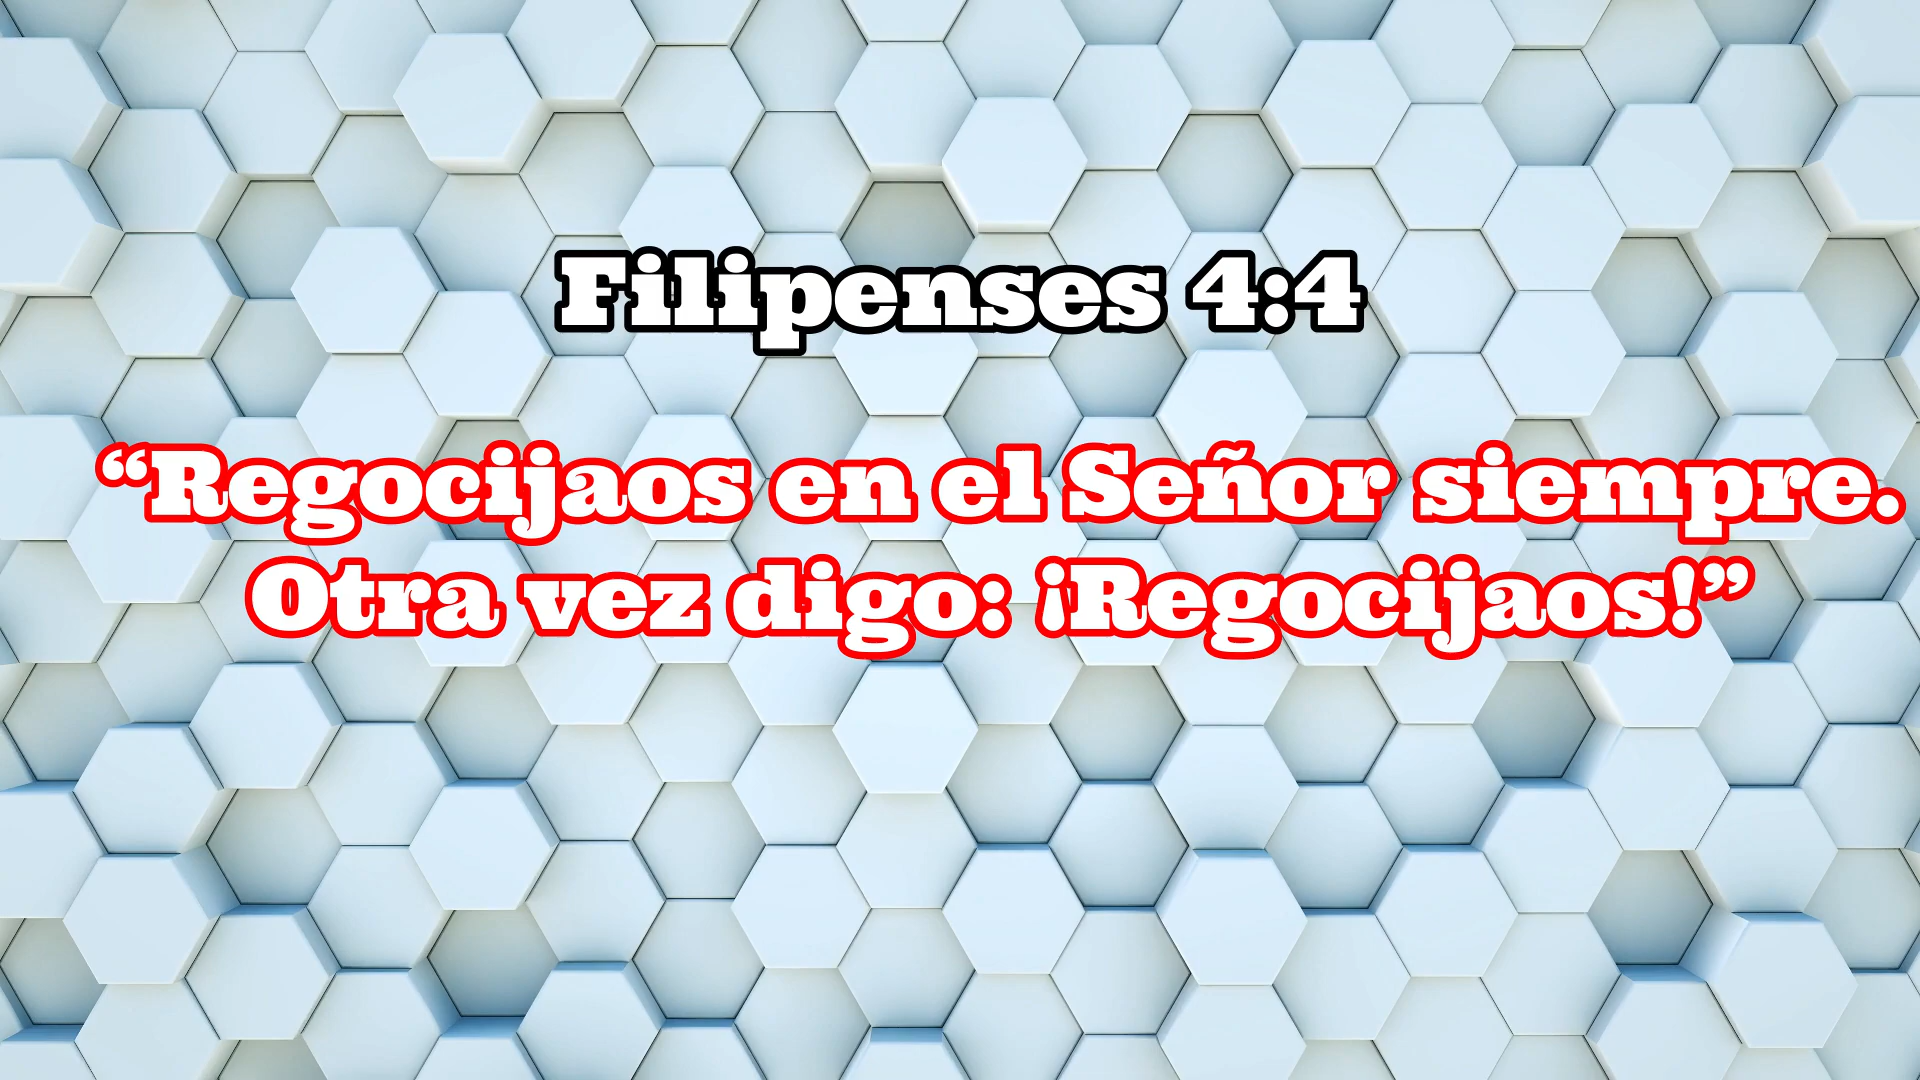 Filipenses 4:4
“Regocijaos en el Señor siempre.
Otra vez digo: ¡Regocijaos!”